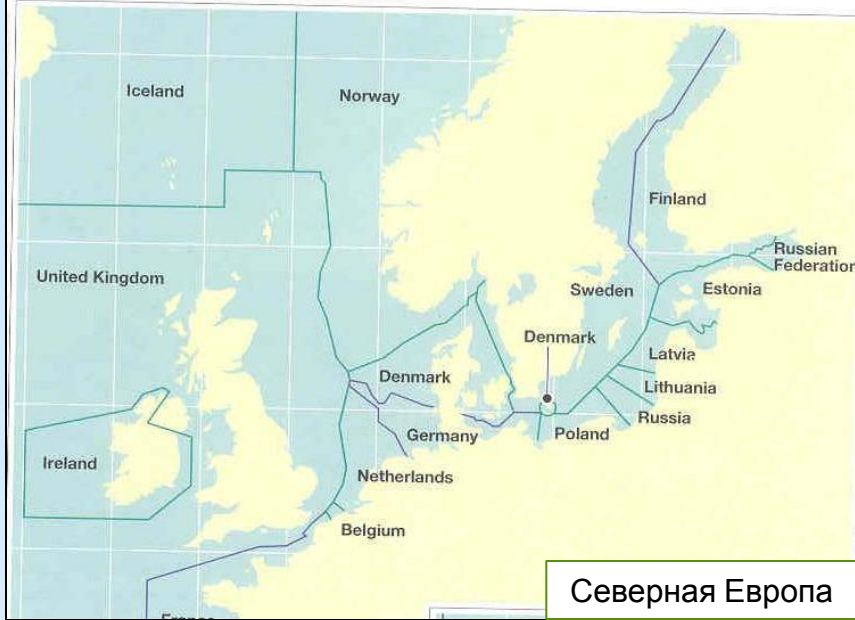 Iceland
Norway
Finland
Russian
Federation
United Kingdom
Sweden
Estonia
Denmark
Latvia
Denmark
Lithuania
Russia
Germany
Poland
Ireland
Netherlands
Belgium
Северная Европа
France